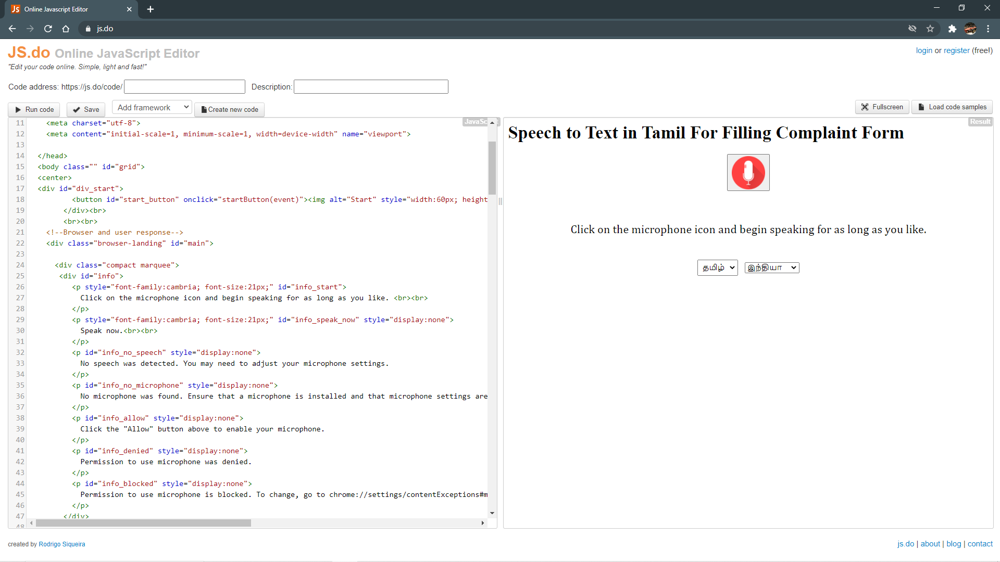 Online Javascript Editor
js.do
JS.do Online JavaScript Editor
login or register (free!)
"Edit your code online. Simple, light and fast!"
Code address: https://js.do/code/
Description:
Run code
Save
Add framework
Create new code
Fullscreen
Load code samples
JavaSc
11 <meta charset="utf-8">
12 <meta content="initial-scale=1, minimum-scale=1, width=device-width" name="viewport">
13
14 </head>
15 <body class="" id="grid">
16 <center>
17 <div id="div_start">
18 <button id="start_button" onclick="startButton(event)"><img alt="Start" style="width:60px; height
19 </div><br>
20 <br><br>
21 <!--Browser and user response-->
22 <div class="browser-landing" id="main">
23
24 <div class="compact marquee">
25 <div id="info">
26 <p style="font-family:cambria; font-size:21px;" id="info_start">
27 Click on the microphone icon and begin speaking for as long as you like. <br><br>
28 </p>
29 <p style="font-family:cambria; font-size:21px;" id="info_speak_now" style="display:none">
30 Speak now.<br><br>
31 </p>
32 <p id="info_no_speech" style="display:none">
33 No speech was detected. You may need to adjust your microphone settings.
34 </p>
35 <p id="info_no_microphone" style="display:none">
36 No microphone was found. Ensure that a microphone is installed and that microphone settings are
37 </p>
38 <p id="info_allow" style="display:none">
39 Click the "Allow" button above to enable your microphone.
40 </p>
41 <p id="info_denied" style="display:none">
42 Permission to use microphone was denied.
43 </p>
44 <p id="info_blocked" style="display:none">
45 Permission to use microphone is blocked. To change, go to chrome://settings/contentExceptions#m
46 </p>
47 </div>
48
Result
Speech to Text in Tamil For Filling Complaint Form
Click on the microphone icon and begin speaking for as long as you like.
தமிழ்
இந்தியா
created by Rodrigo Siqueira
js.do | about | blog | contact